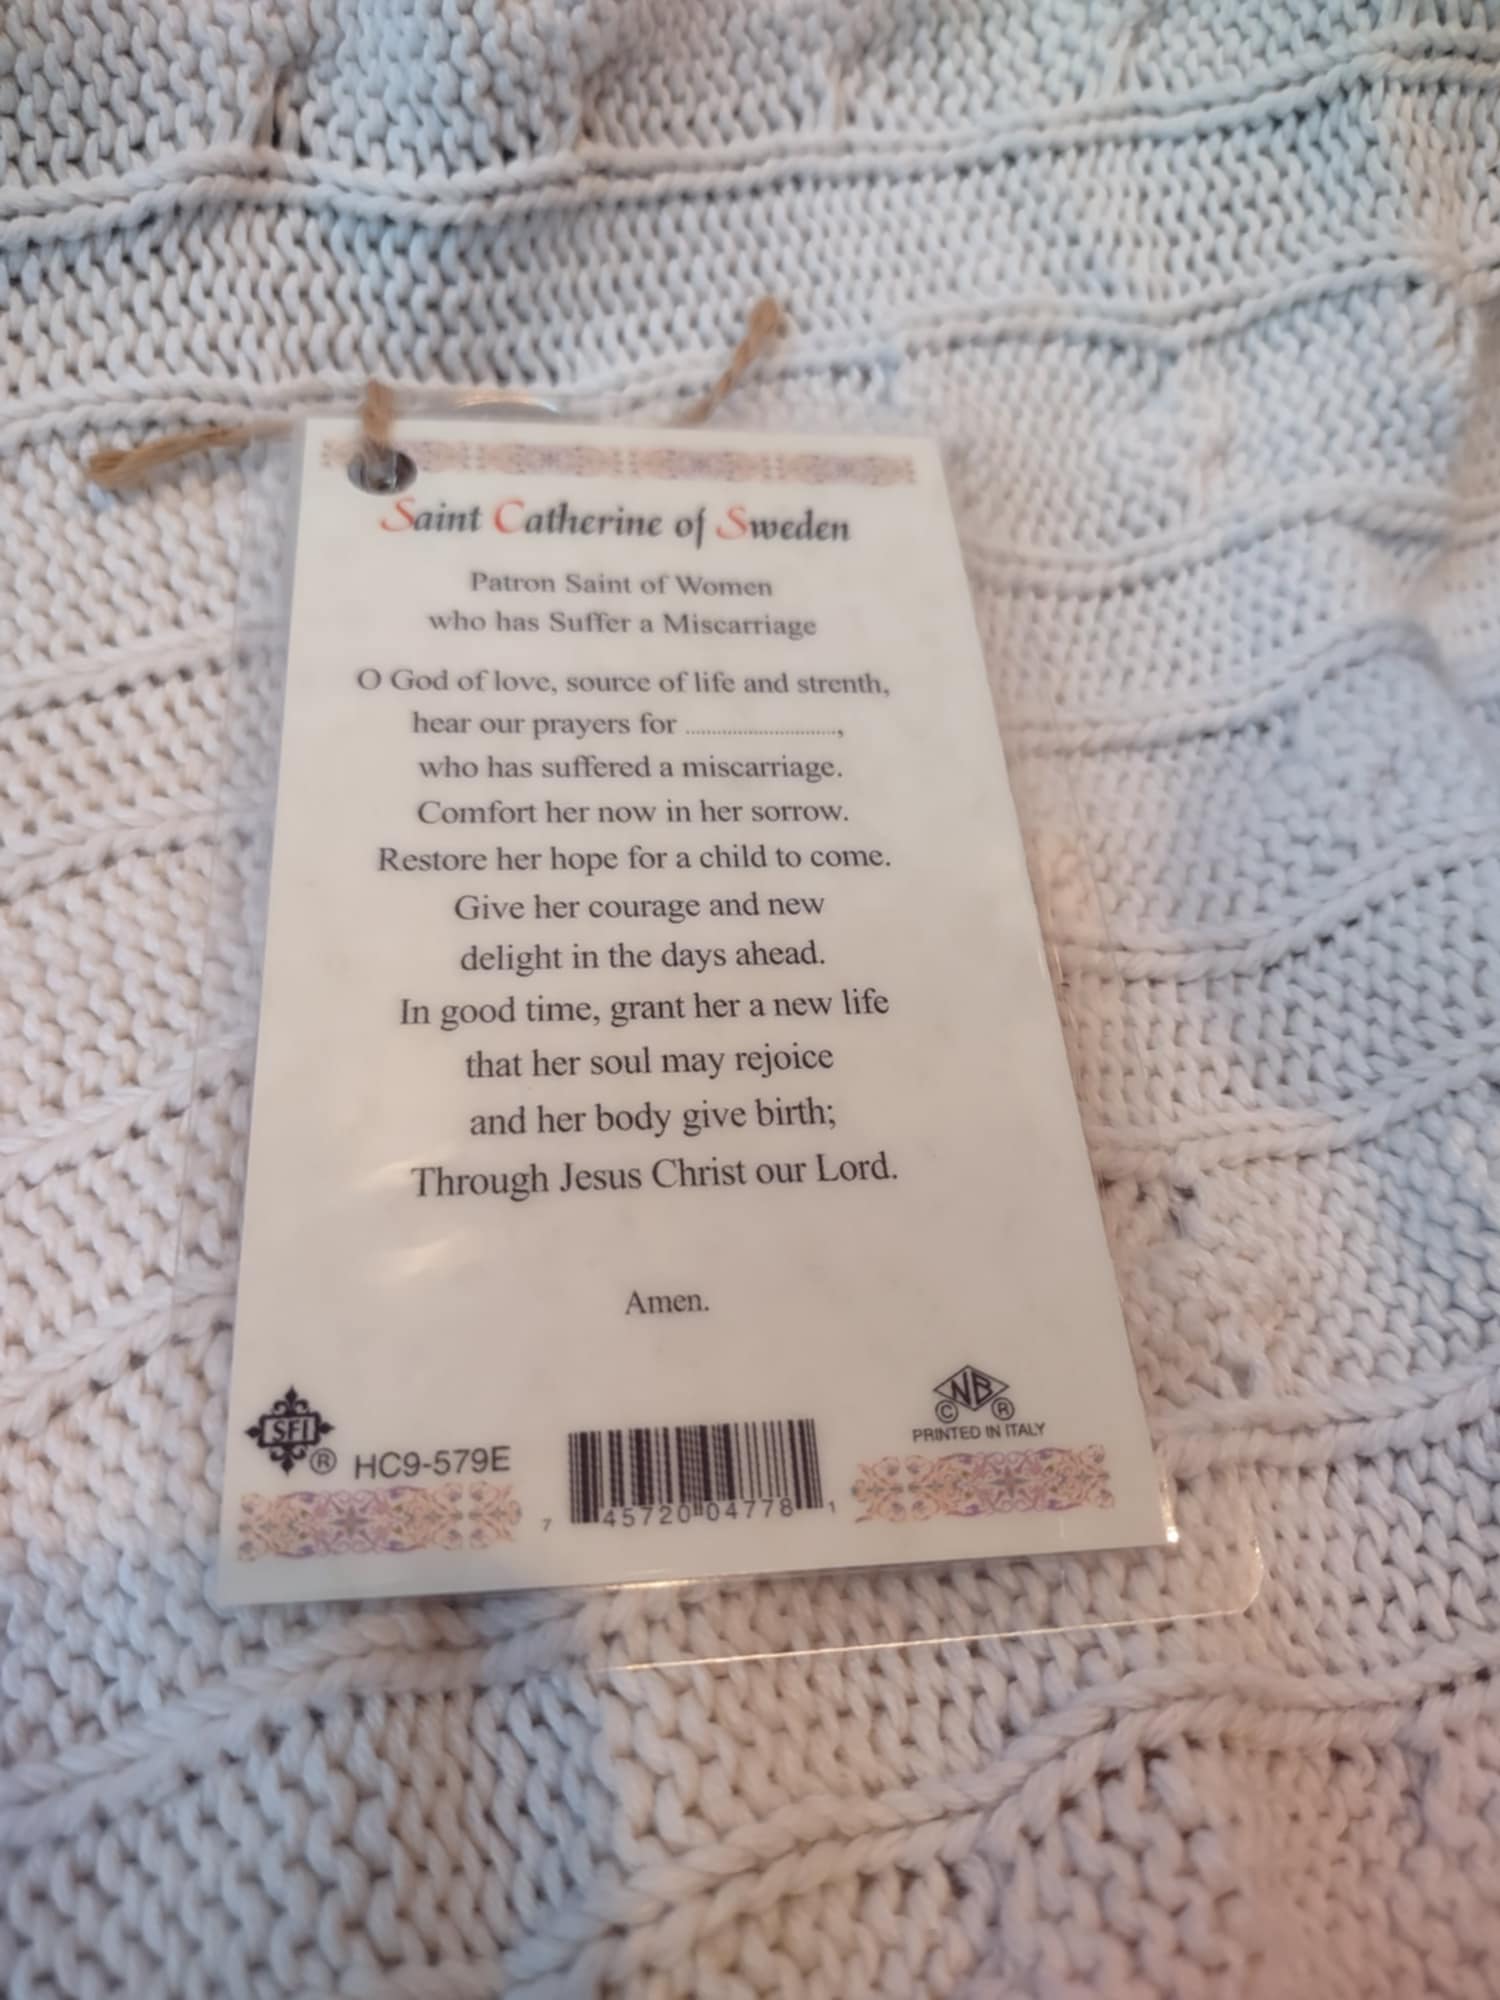 Saint Catherine of Sweden
Patron Saint of Women
who has Suffer a Miscarriage
O God of love, source of life and strenth,
hear our prayers for ............................,
who has suffered a miscarriage.
Comfort her now in her sorrow.
Restore her hope for a child to come.
Give her courage and new
delight in the days ahead.
In good time, grant her a new life
that her soul may rejoice
and her body give birth;
Through Jesus Christ our Lord.
Amen.
SFI ®
HC9-579E
7 45720 04778 1
NB
© ®
PRINTED IN ITALY